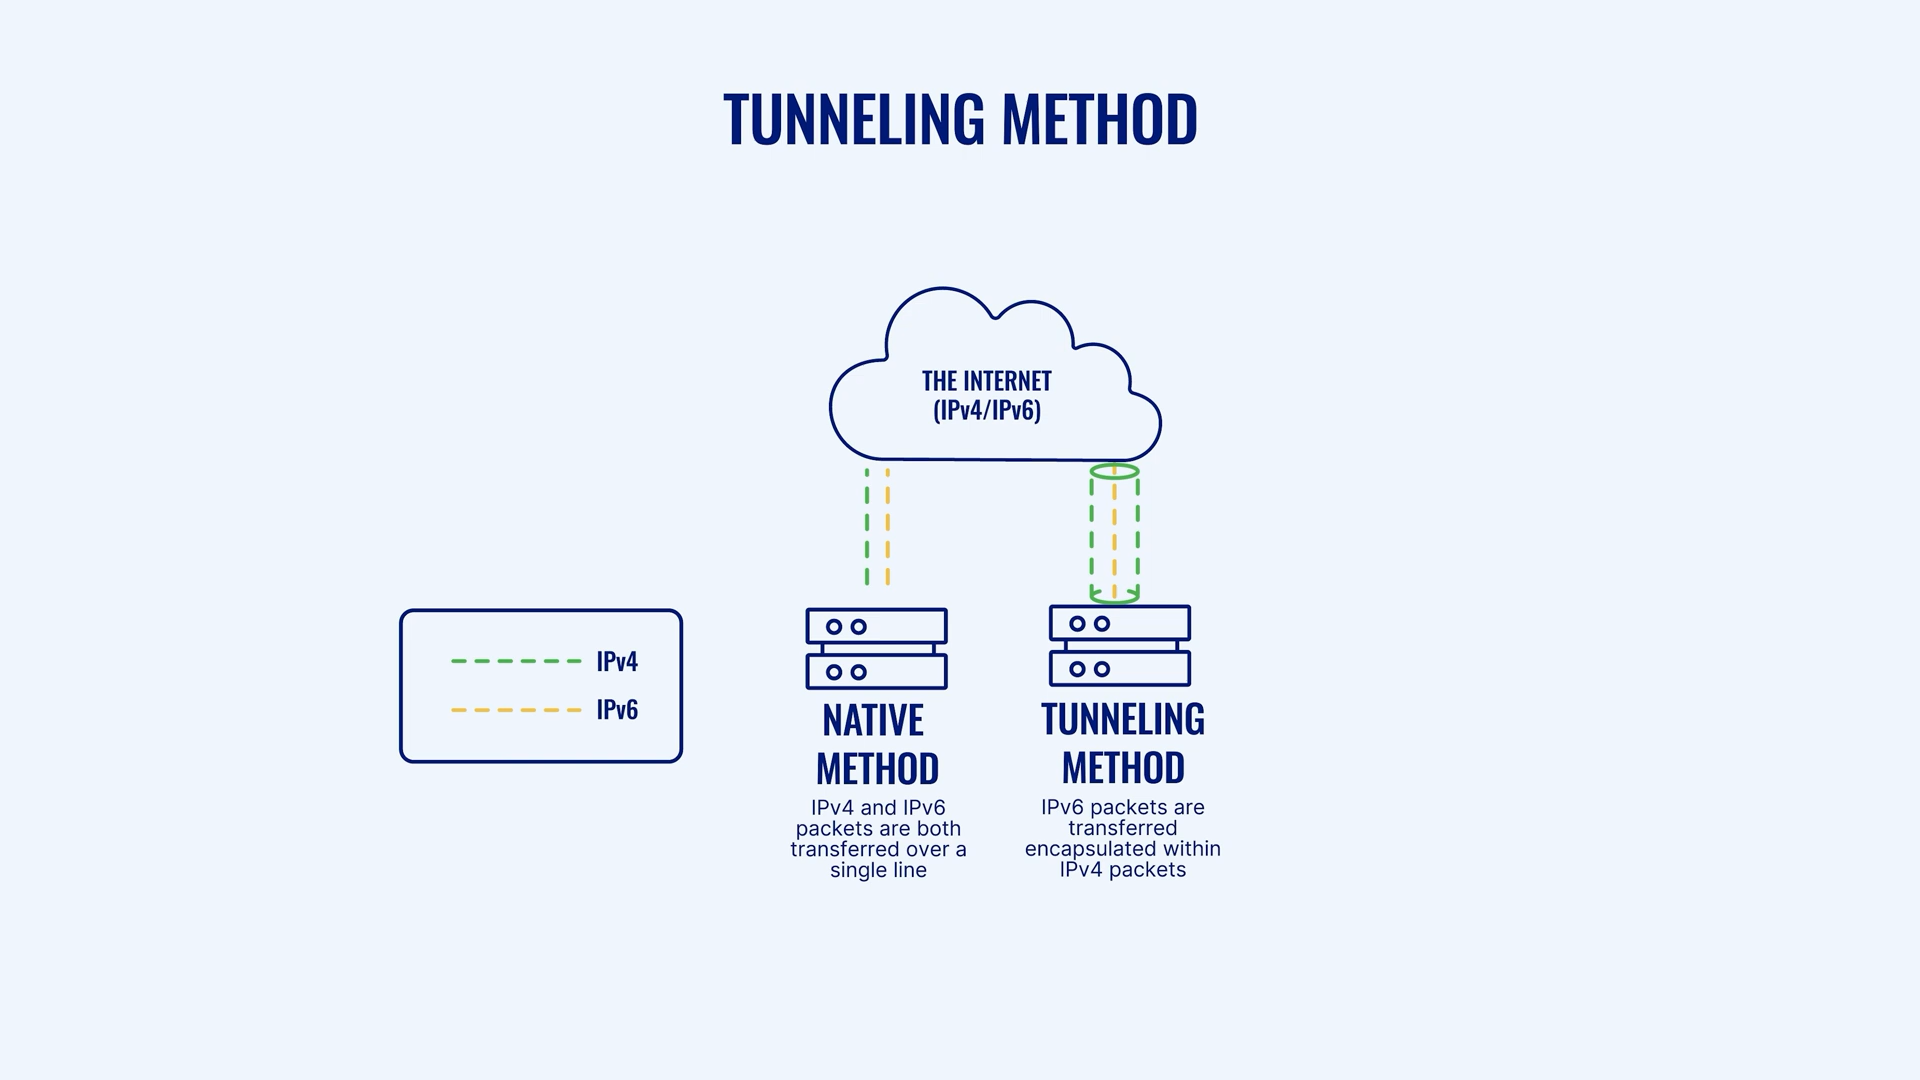 TUNNELING METHOD
THE INTERNET
(IPv4/IPv6)
IPv4
IPv6
NATIVE
METHOD
IPv4 and IPv6
packets are both
transferred over a
single line
TUNNELING
METHOD
IPv6 packets are
transferred
encapsulated within
IPv4 packets